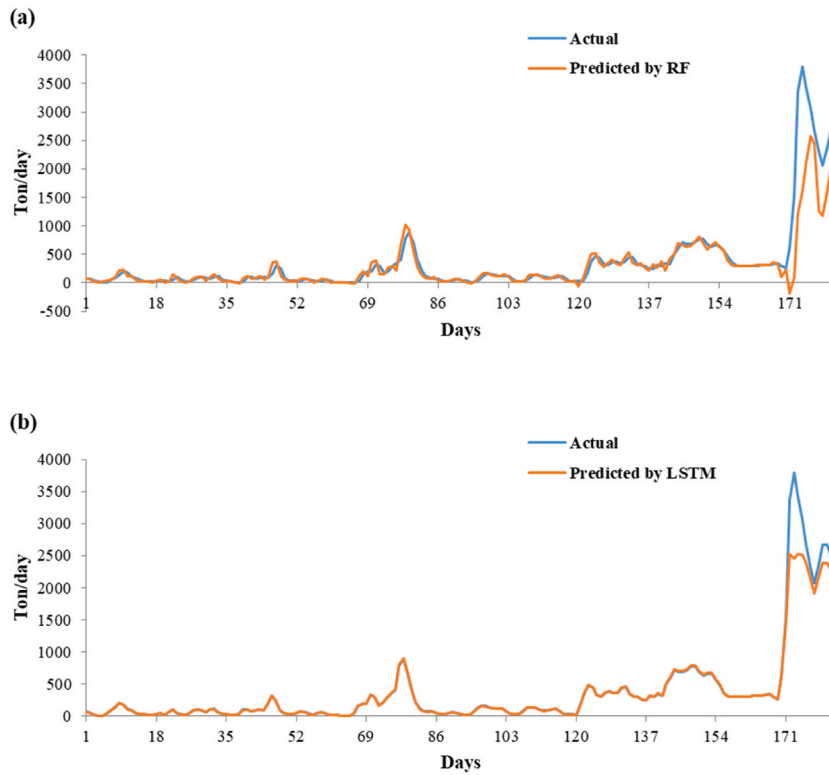 (a)
Actual
Predicted by RF
4000
3500
3000
2500
2000
1500
1000
500
0
-500
Ton/day
1 18 35 52 69 86 103 120 137 154 171
Days
(b)
Actual
Predicted by LSTM
4000
3500
3000
2500
2000
1500
1000
500
0
Ton/day
1 18 35 52 69 86 103 120 137 154 171
Days